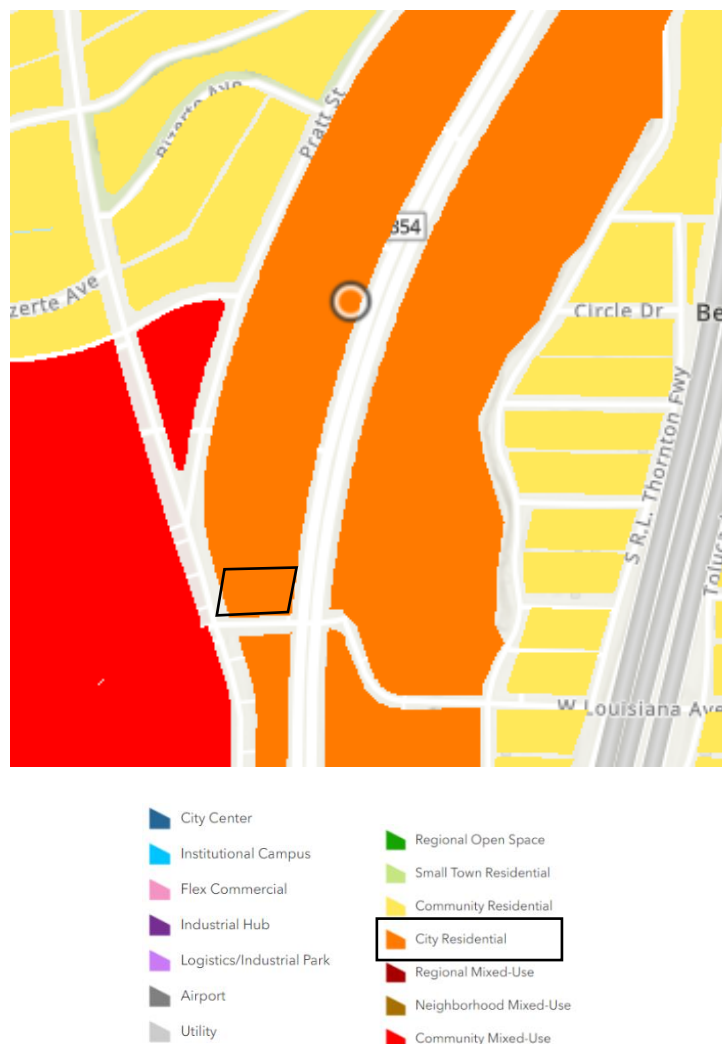 Bizerte Ave
Pratt St
354
zerte Ave
Circle Dr
Be
S R.L. Thornton Fwy
W Louisiana Ave
City Center
Institutional Campus
Flex Commercial
Industrial Hub
Logistics/Industrial Park
Airport
Utility
Regional Open Space
Small Town Residential
Community Residential
City Residential
Regional Mixed-Use
Neighborhood Mixed-Use
Community Mixed-Use